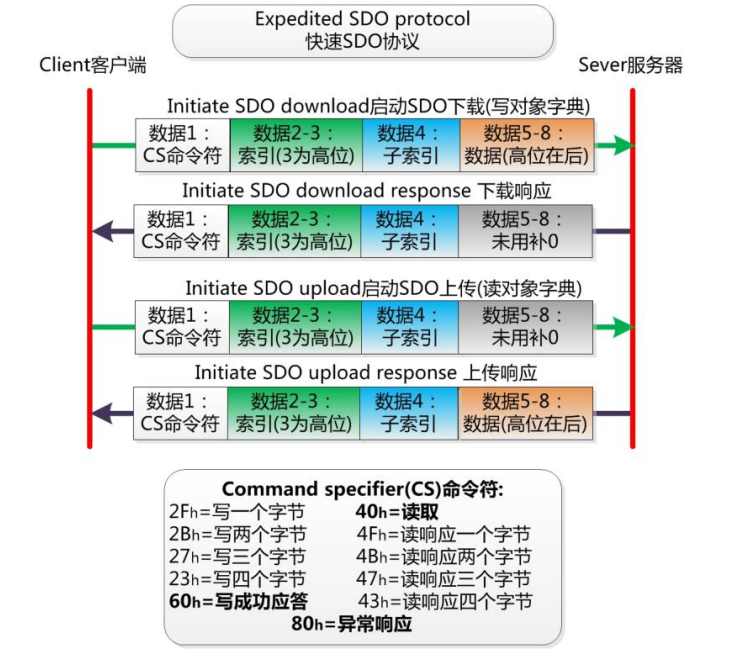 Expedited SDO protocol
快速SDO协议
Client客户端
Sever服务器
Initiate SDO download启动SDO下载(写对象字典)
数据1： 数据2-3： 数据4： 数据5-8：
CS命令符 索引(3为高位) 子索引 数据(高位在后)
Initiate SDO download response 下载响应
数据1： 数据2-3： 数据4： 数据5-8：
CS命令符 索引(3为高位) 子索引 未用补0
Initiate SDO upload启动SDO上传(读对象字典)
数据1： 数据2-3： 数据4： 数据5-8：
CS命令符 索引(3为高位) 子索引 未用补0
Initiate SDO upload response 上传响应
数据1： 数据2-3： 数据4： 数据5-8：
CS命令符 索引(3为高位) 子索引 数据(高位在后)
Command specifier(CS)命令符:
2Fh=写一个字节 40h=读取
2Bh=写两个字节 4Fh=读响应一个字节
27h=写三个字节 4Bh=读响应两个字节
23h=写四个字节 47h=读响应三个字节
60h=写成功应答 43h=读响应四个字节
80h=异常响应